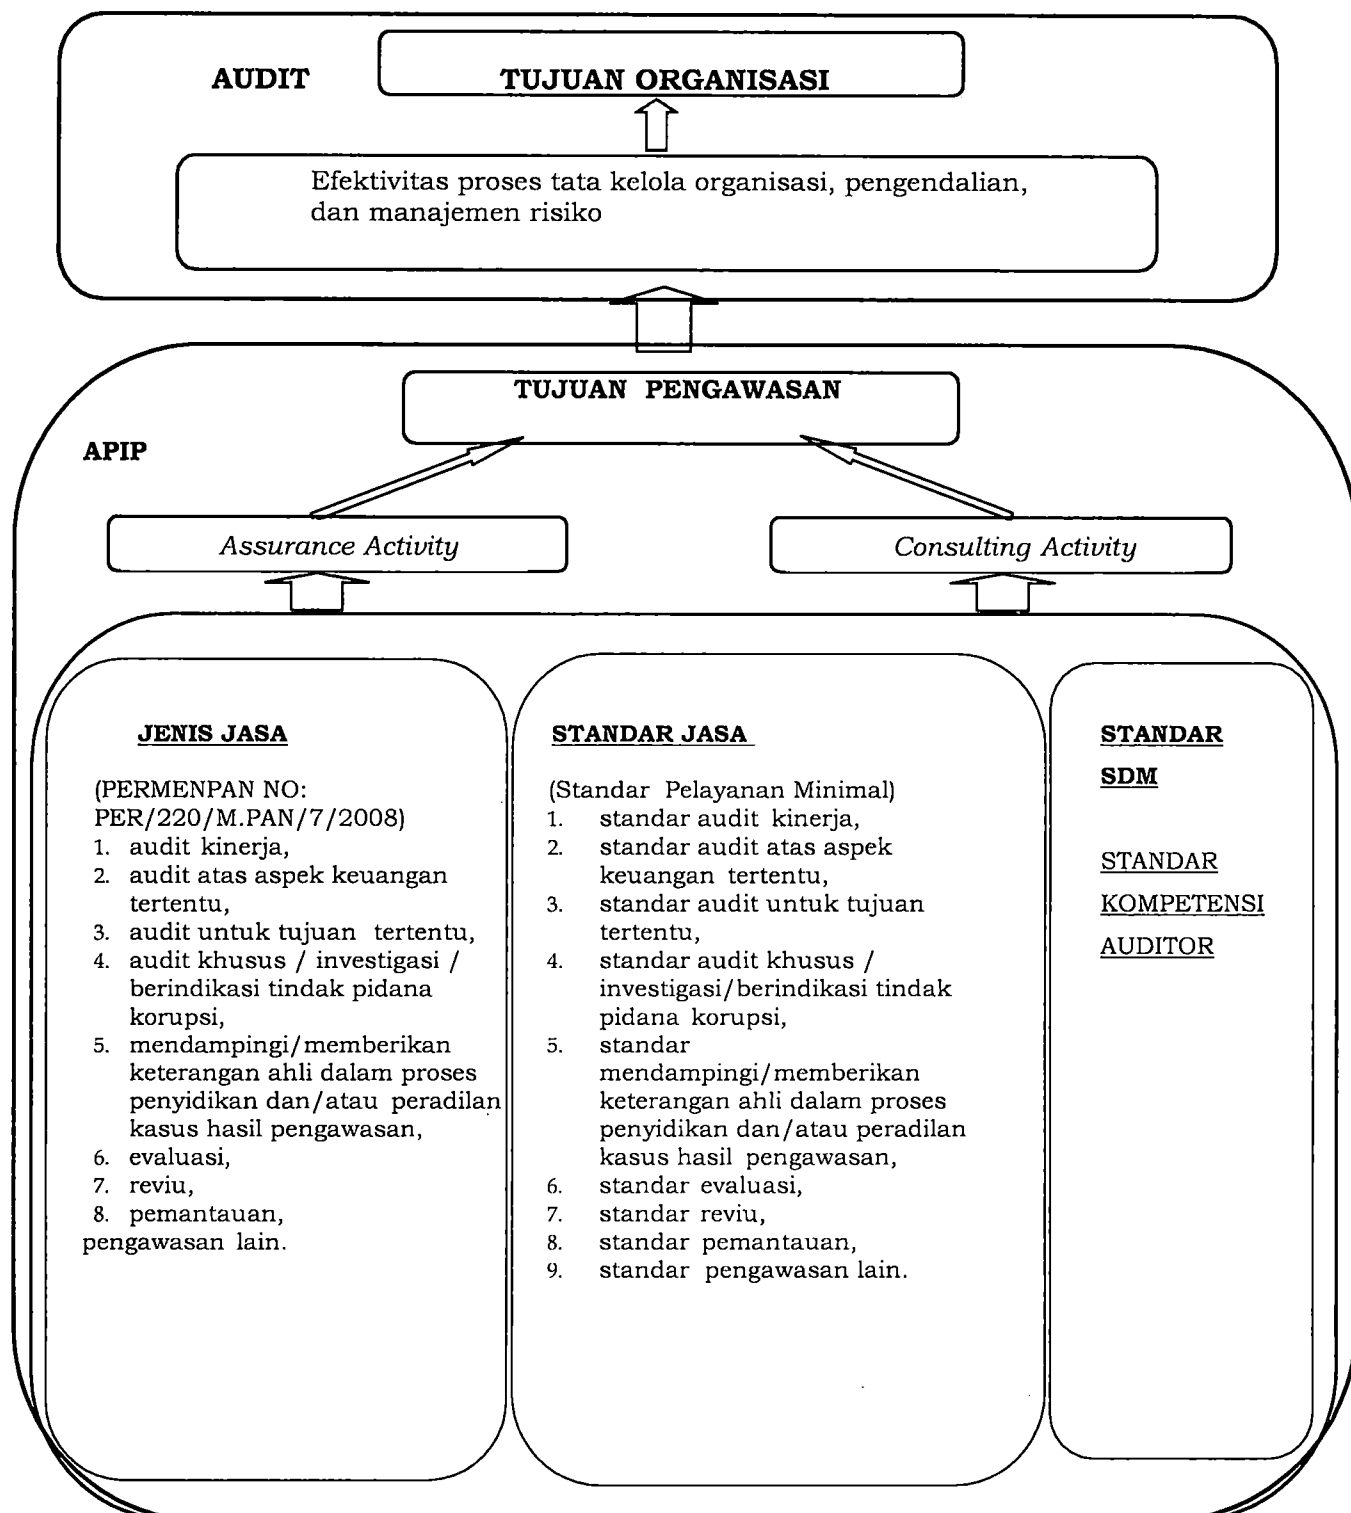 AUDIT
TUJUAN ORGANISASI
Efektivitas proses tata kelola organisasi, pengendalian,
dan manajemen risiko
TUJUAN PENGAWASAN
APIP
Assurance Activity
Consulting Activity
JENIS JASA
(PERMENPAN NO:
PER/220/M.PAN/7/2008)
1. audit kinerja,
2. audit atas aspek keuangan
tertentu,
3. audit untuk tujuan tertentu,
4. audit khusus / investigasi /
berindikasi tindak pidana
korupsi,
5. mendampingi/memberikan
keterangan ahli dalam proses
penyidikan dan/atau peradilan
kasus hasil pengawasan,
6. evaluasi,
7. reviu,
8. pemantauan,
pengawasan lain.
STANDAR JASA
(Standar Pelayanan Minimal)
1. standar audit kinerja,
2. standar audit atas aspek
keuangan tertentu,
3. standar audit untuk tujuan
tertentu,
4. standar audit khusus /
investigasi/berindikasi tindak
pidana korupsi,
5. standar
mendampingi/memberikan
keterangan ahli dalam proses
penyidikan dan/atau peradilan
kasus hasil pengawasan,
6. standar evaluasi,
7. standar reviu,
8. standar pemantauan,
9. standar pengawasan lain.
STANDAR
SDM
STANDAR
KOMPETENSI
AUDITOR